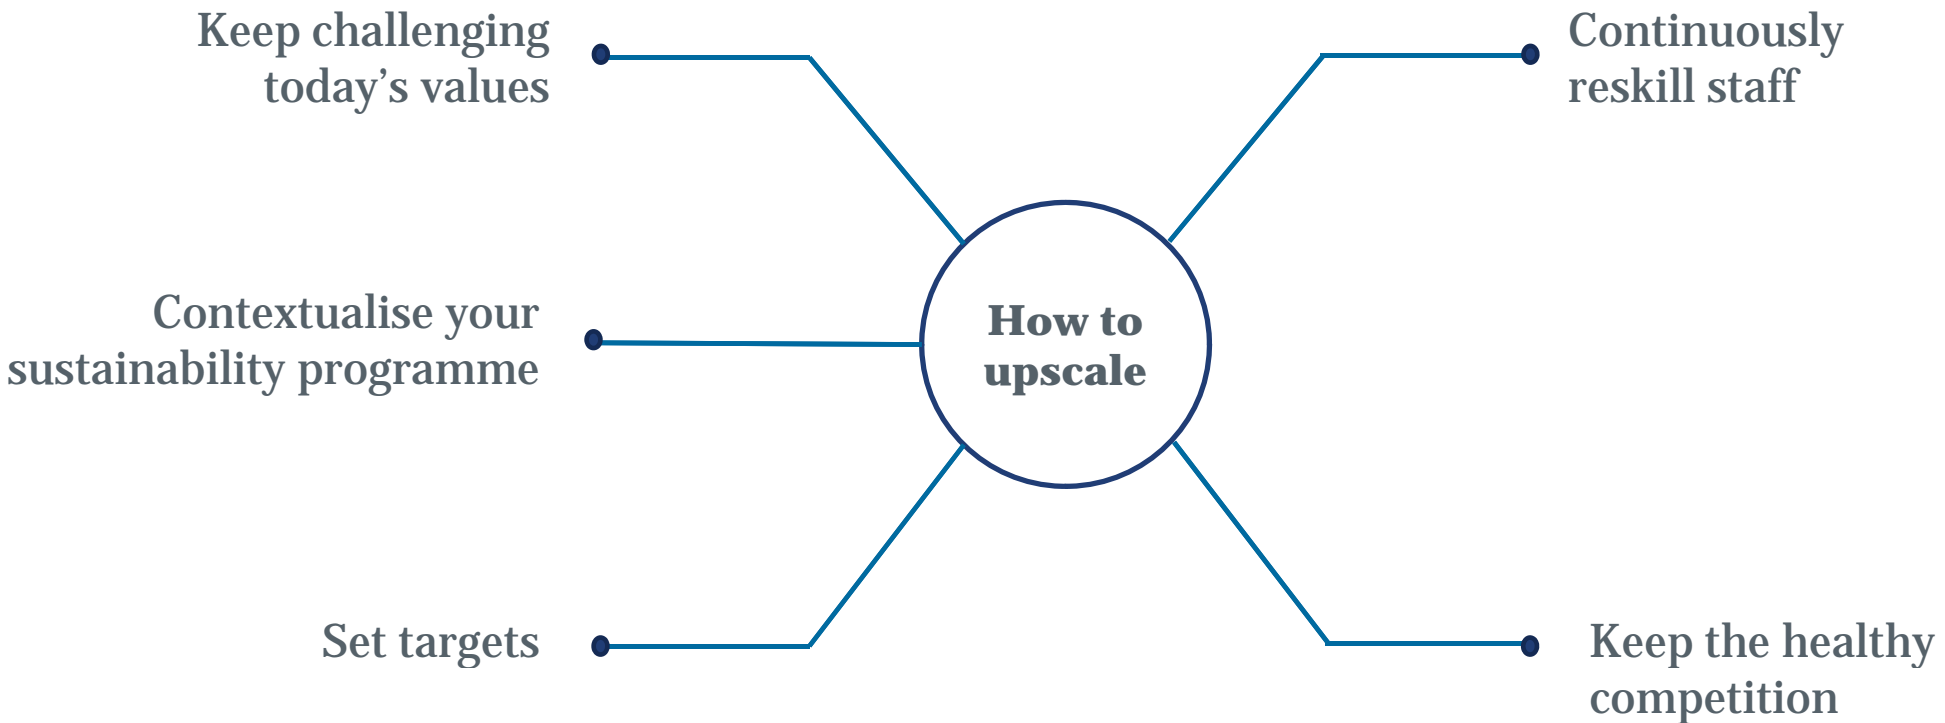 Keep challenging
today’s values
Contextualise your
sustainability programme
Set targets
How to
upscale
Continuously
reskill staff
Keep the healthy
competition